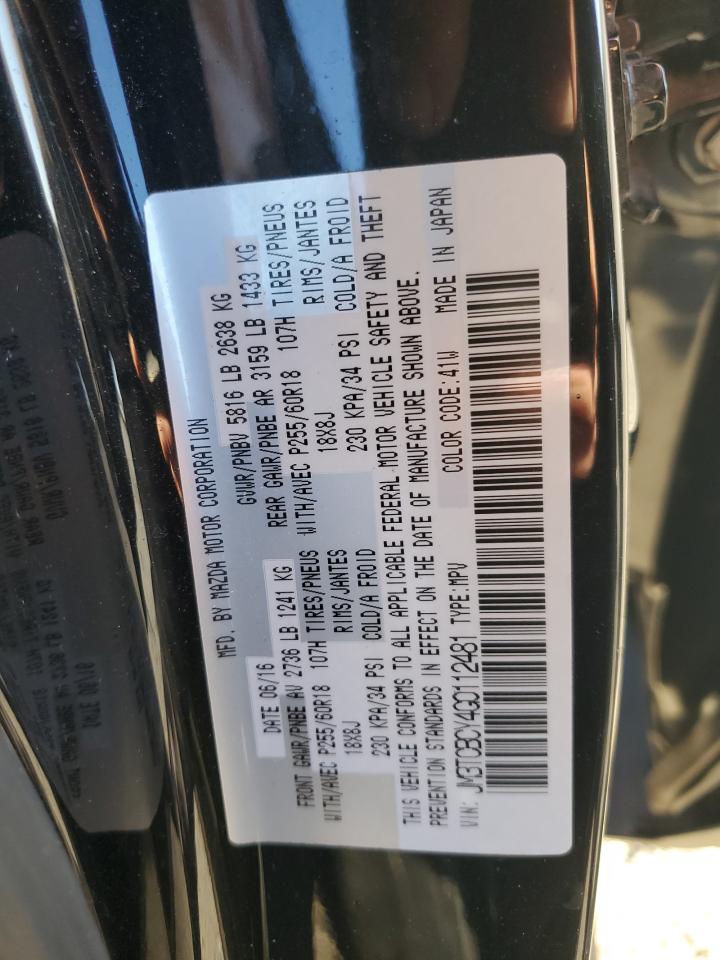 MFD. BY MAZDA MOTOR CORPORATION
DATE 06/16 GVWR/PNBV 5816 LB 2638 KG
FRONT GAWR/PNBE AV 2736 LB 1241 KG REAR GAWR/PNBE AR 3159 LB 1433 KG
WITH/AVEC P255/60R18 107H TIRES/PNEUS WITH/AVEC P255/60R18 107H TIRES/PNEUS
18X8J RIMS/JANTES 18X8J RIMS/JANTES
230 KPA/34 PSI COLD/A FROID 230 KPA/34 PSI COLD/A FROID
THIS VEHICLE CONFORMS TO ALL APPLICABLE FEDERAL MOTOR VEHICLE SAFETY AND THEFT
PREVENTION STANDARDS IN EFFECT ON THE DATE OF MANUFACTURE SHOWN ABOVE.
VIN: JM3TCBCY4G0112481 TYPE:MPV COLOR CODE:41W MADE IN JAPAN